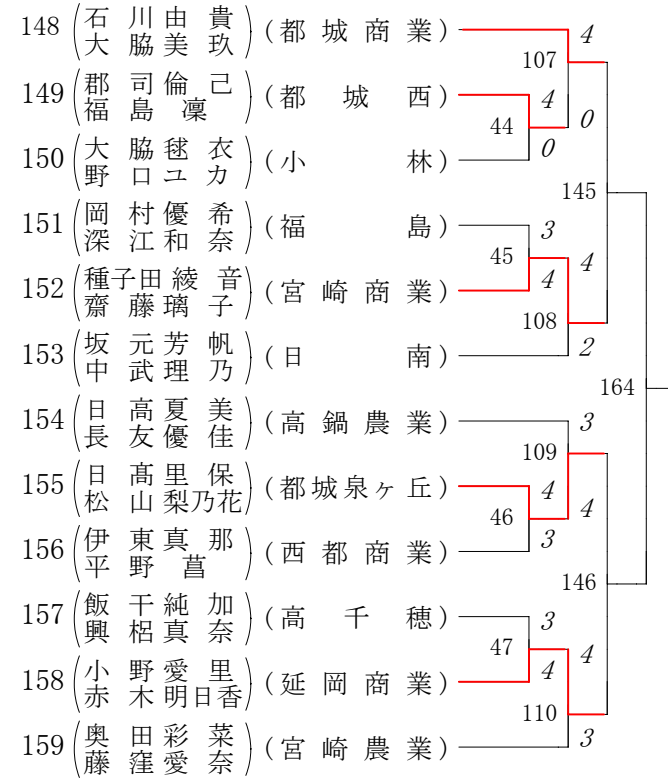 148 石川由貴 大脇美玖 (都城商業)
4
107
149 郡司倫己 福島凜 (都城西)
4
0
44
150 大脇毬衣 野口ユカ (小林)
0
145
151 岡村優希 深江和奈 (福島)
3
45
4
152 種子田綾音 齋藤璃子 (宮崎商業)
4
108
153 坂元芳帆 中武理乃 (日南)
2
164
154 日高夏美 長友優佳 (高鍋農業)
3
109
155 日髙里保 松山梨乃花 (都城泉ヶ丘)
4
4
46
156 伊東真那 平野菖 (西都商業)
3
146
157 飯干純加 興梠真奈 (高千穂)
3
47
4
158 小野愛里 赤木明日香 (延岡商業)
4
110
159 奥田彩菜 藤窪愛奈 (宮崎農業)
3